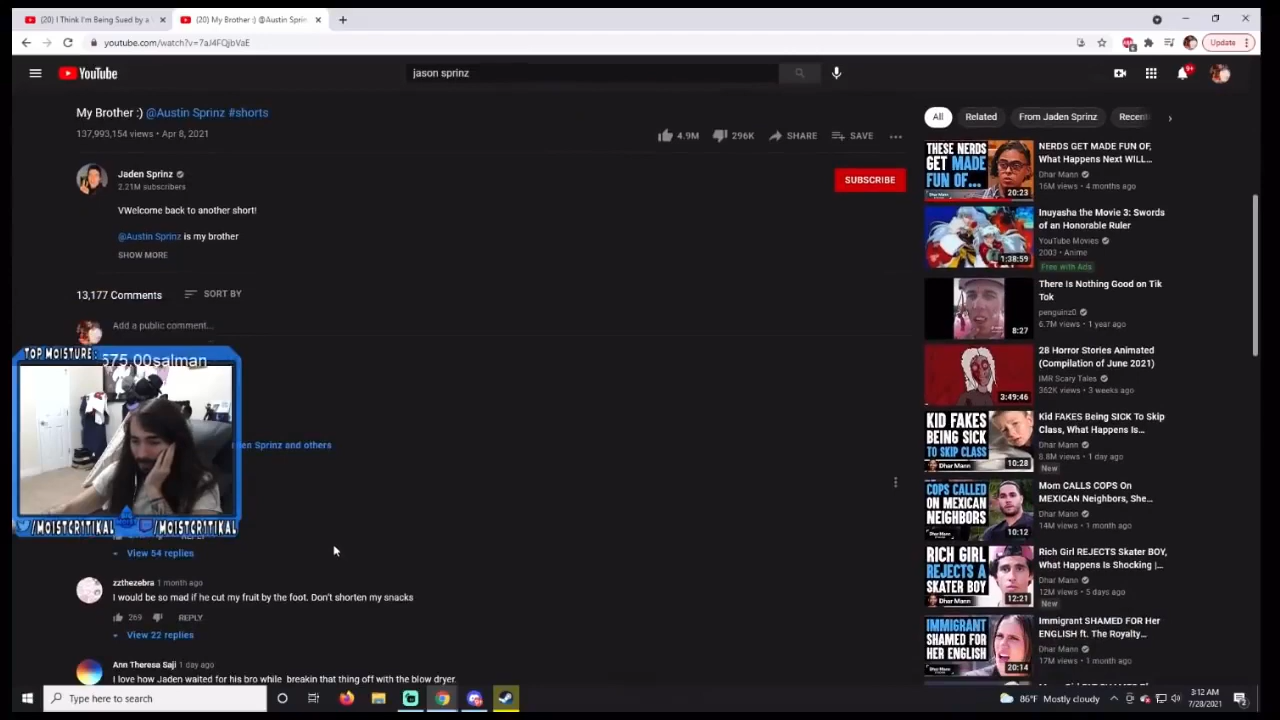 (20) I Think I'm Being Sued by a
(20) My Brother :) @Austin Sprin
youtube.com/watch?v=7aJ4FQjbVaE
Update
YouTube
jason sprinz
9+
My Brother :) @Austin Sprinz #shorts
137,993,154 views • Apr 8, 2021
4.9M
296K
SHARE
SAVE
Jaden Sprinz
2.21M subscribers
SUBSCRIBE
VWelcome back to another short!
@Austin Sprinz is my brother
SHOW MORE
13,177 Comments
SORT BY
Add a public comment...
TOP MOISTURE:
575.00salman
en Sprinz and others
/MOISTCR1TIKAL
/MOISTCR1TIKAL
REPLY
View 54 replies
zzthezebra 1 month ago
I would be so mad if he cut my fruit by the foot. Don't shorten my snacks
269
REPLY
View 22 replies
Ann Theresa Saji 1 day ago
I love how Jaden waited for his bro while breakin that thing off with the blow dryer.
All
Related
From Jaden Sprinz
Recent
THESE NERDS GET MADE FUN OF...
20:23
NERDS GET MADE FUN OF,
What Happens Next WILL...
Dhar Mann
16M views • 4 months ago
1:38:59
Inuyasha the Movie 3: Swords
of an Honorable Ruler
YouTube Movies
2003 • Anime
Free with Ads
8:27
There Is Nothing Good on Tik
Tok
penguinz0
6.7M views • 1 year ago
3:49:46
28 Horror Stories Animated
(Compilation of June 2021)
IMR Scary Tales
362K views • 3 weeks ago
KID FAKES BEING SICK TO SKIP CLASS
Dhar Mann
10:28
Kid FAKES Being SICK To Skip
Class, What Happens Is...
Dhar Mann
8.8M views • 1 day ago
New
COPS CALLED ON MEXICAN NEIGHBORS
10:12
Mom CALLS COPS On
MEXICAN Neighbors, She...
Dhar Mann
14M views • 1 month ago
RICH GIRL REJECTS A SKATER BOY
12:21
Rich Girl REJECTS Skater BOY,
What Happens Is Shocking |...
Dhar Mann
12M views • 5 days ago
New
IMMIGRANT SHAMED FOR HER ENGLISH
20:14
Immigrant SHAMED FOR Her
ENGLISH ft. The Royalty...
Dhar Mann
17M views • 1 month ago
Type here to search
86°F Mostly cloudy
3:12 AM
7/28/2021